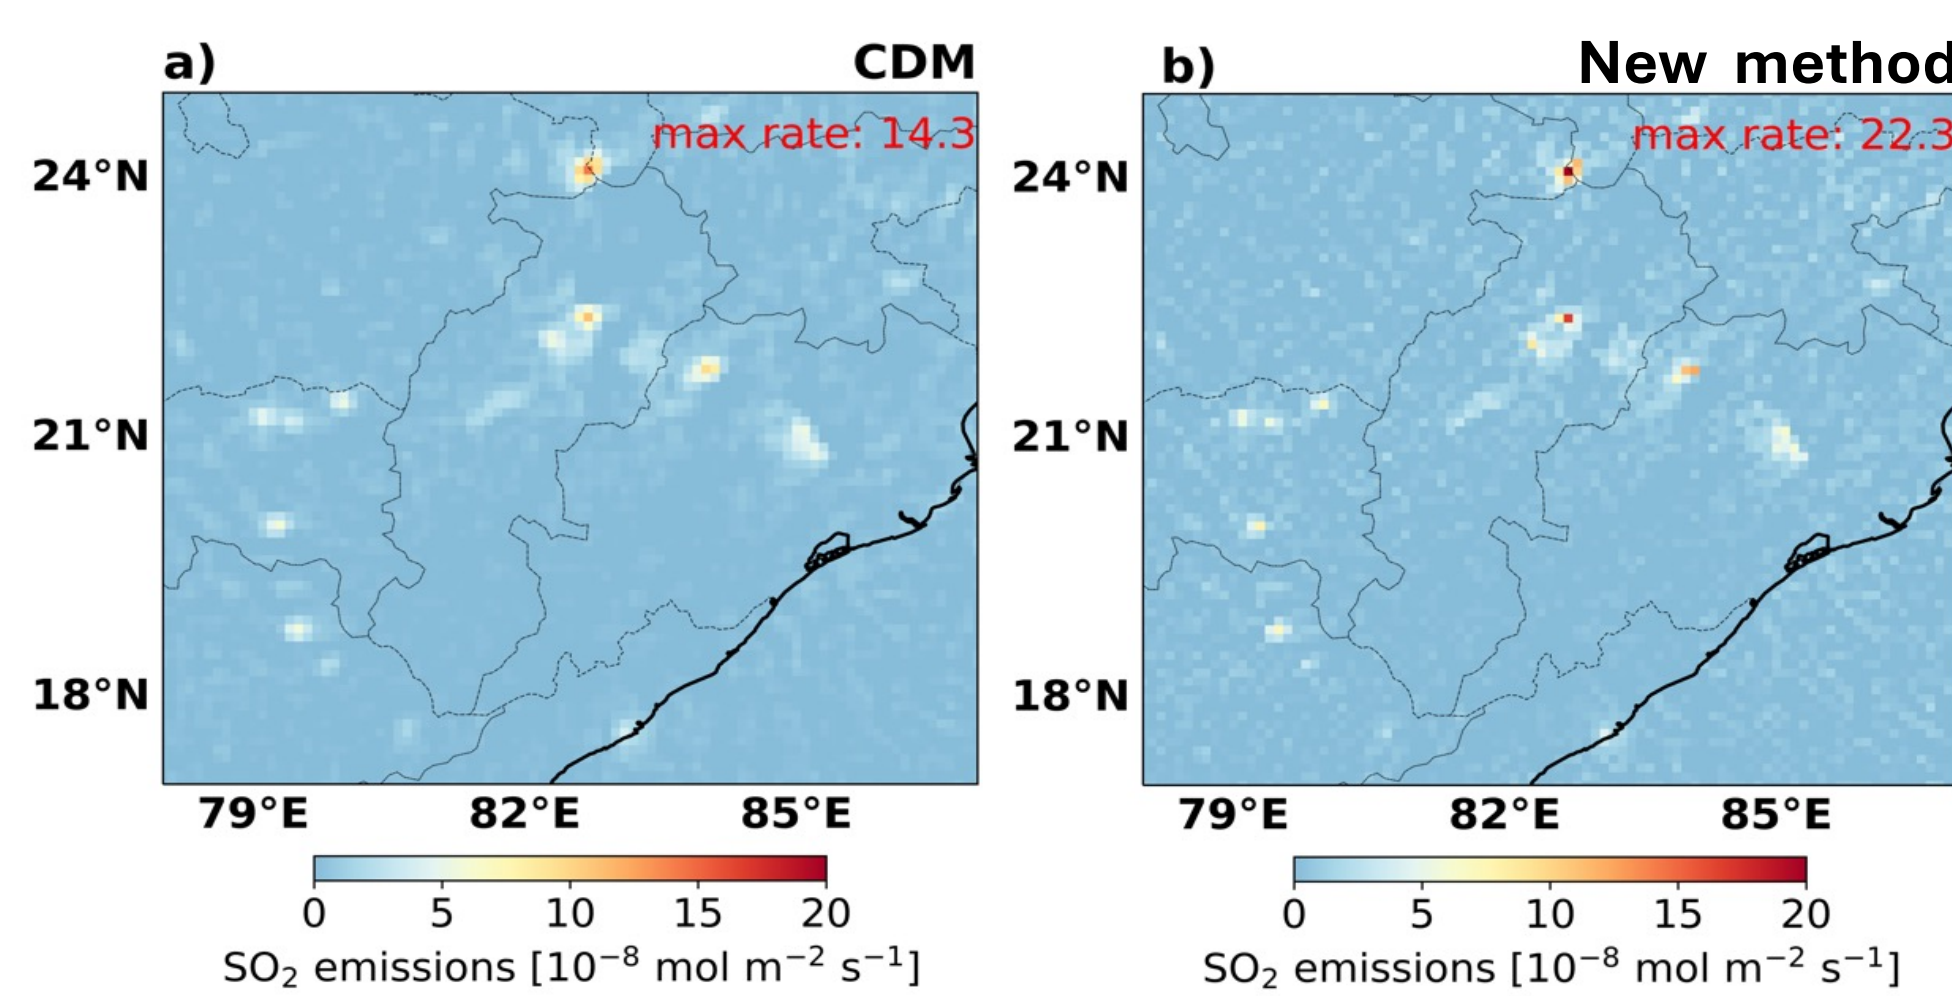 a)
CDM
max rate: 14.3
24°N
21°N
18°N
79°E 82°E 85°E
0 5 10 15 20
SO₂ emissions [10⁻⁸ mol m⁻² s⁻¹]
b)
New method
max rate: 22.3
24°N
21°N
18°N
79°E 82°E 85°E
0 5 10 15 20
SO₂ emissions [10⁻⁸ mol m⁻² s⁻¹]